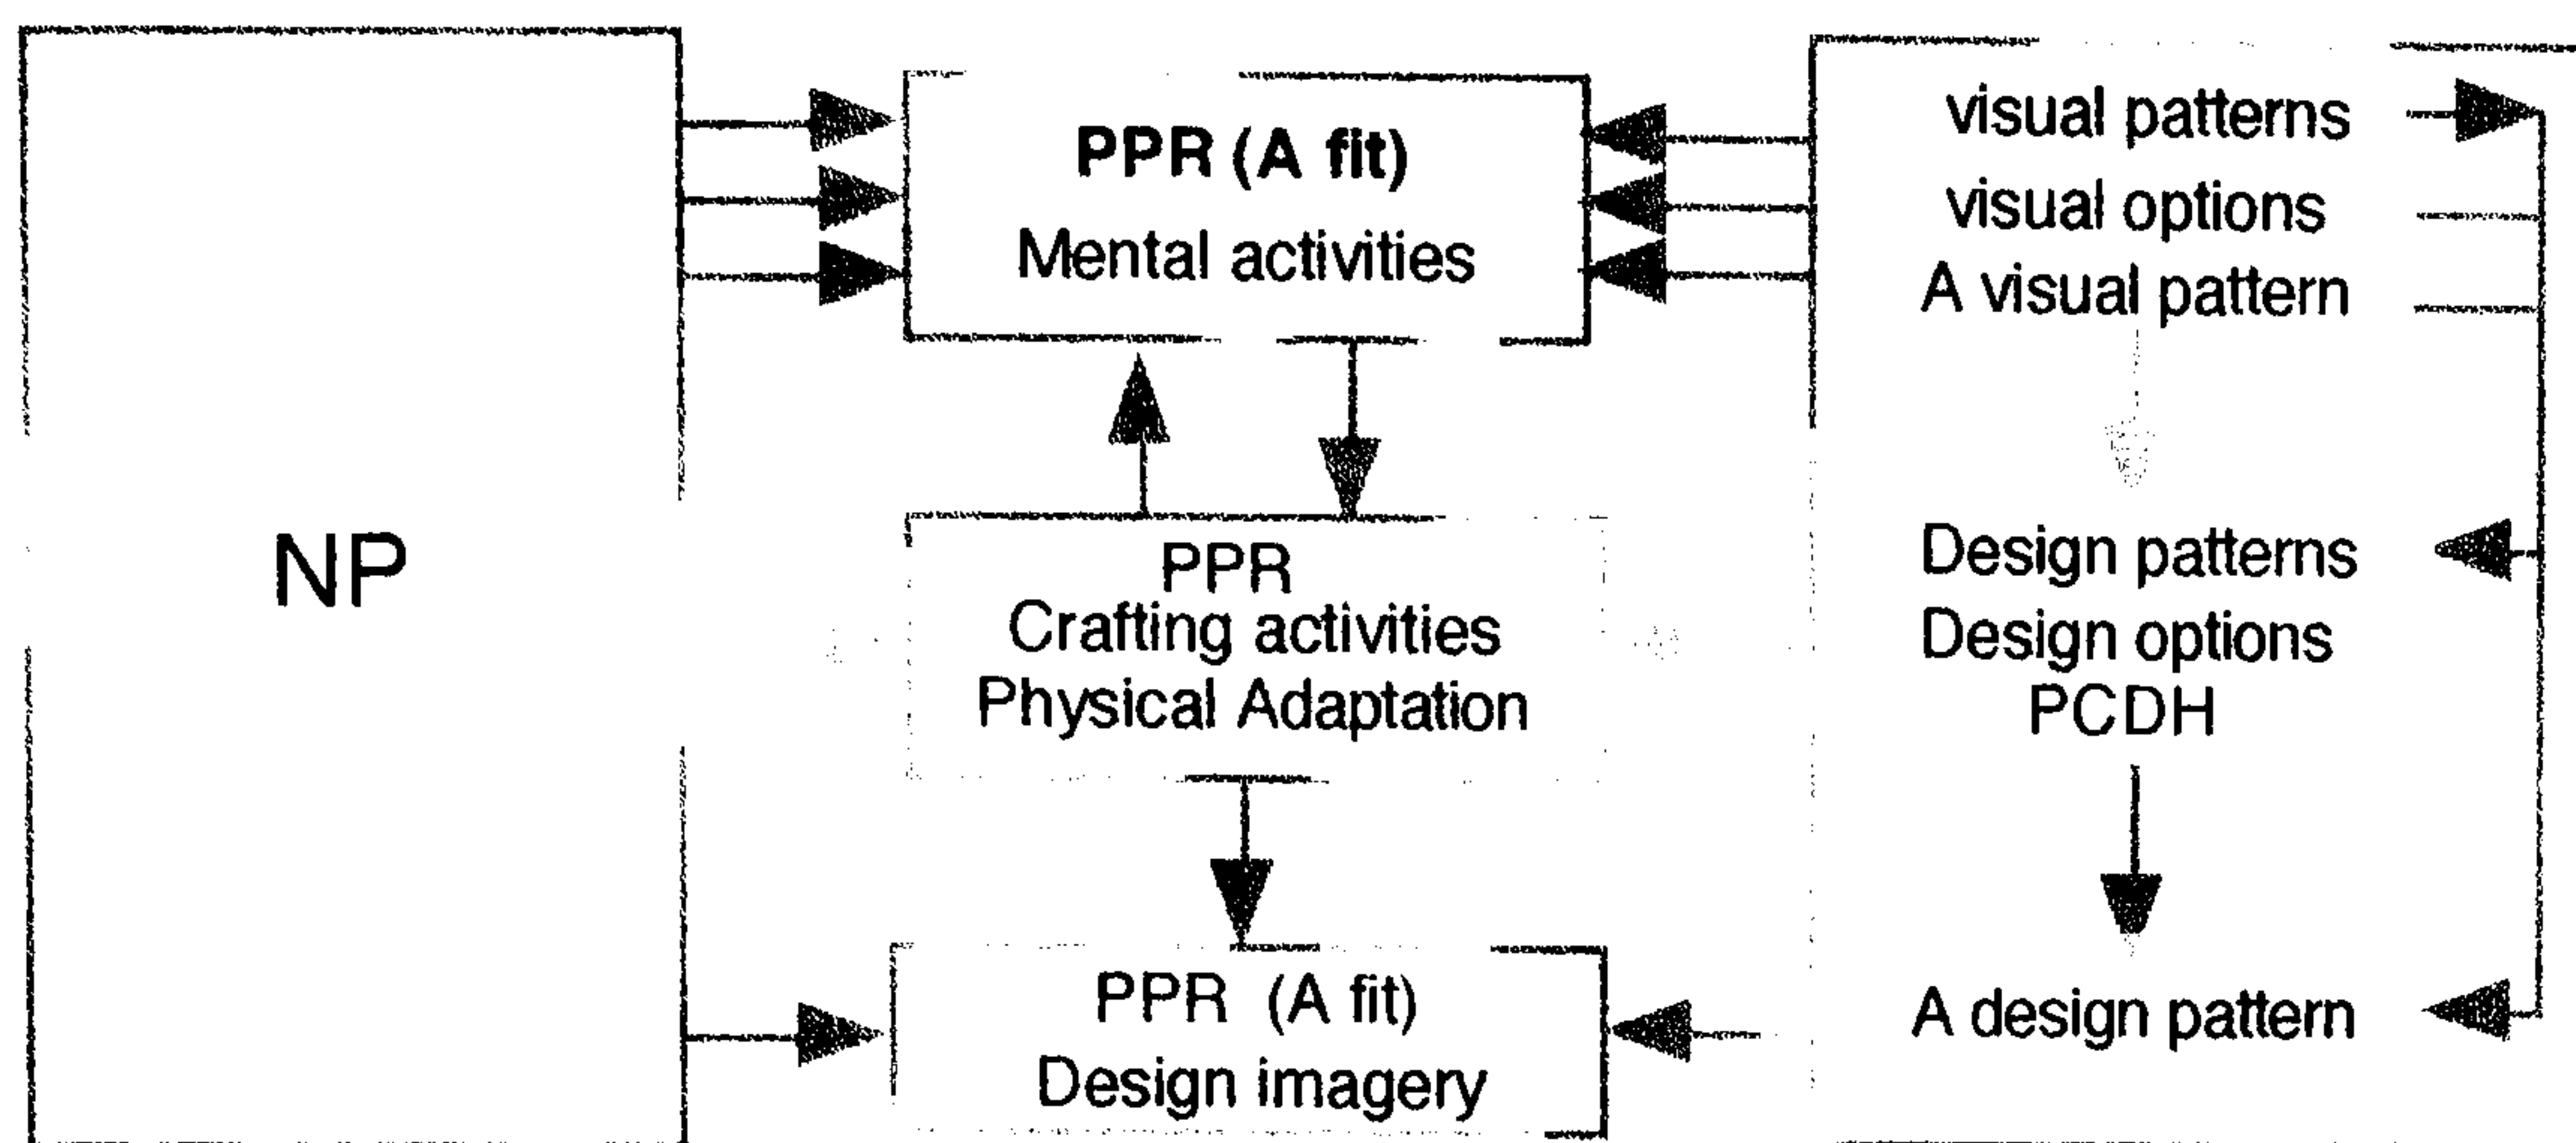 NP
PPR (A fit)
Mental activities
PPR
Crafting activities
Physical Adaptation
PPR (A fit)
Design imagery
visual patterns
visual options
A visual pattern
Design patterns
Design options
PCDH
A design pattern